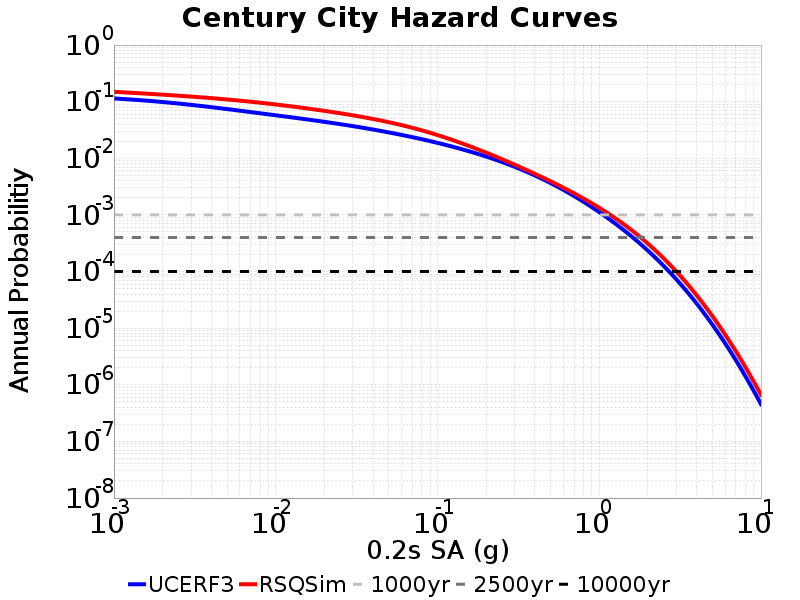 Century City Hazard Curves
Annual Probabilitiy
10^0
10^-1
10^-2
10^-3
10^-4
10^-5
10^-6
10^-7
10^-8
10^-3 10^-2 10^-1 10^0 10^1
0.2s SA (g)
UCERF3 RSQSim 1000yr 2500yr 10000yr